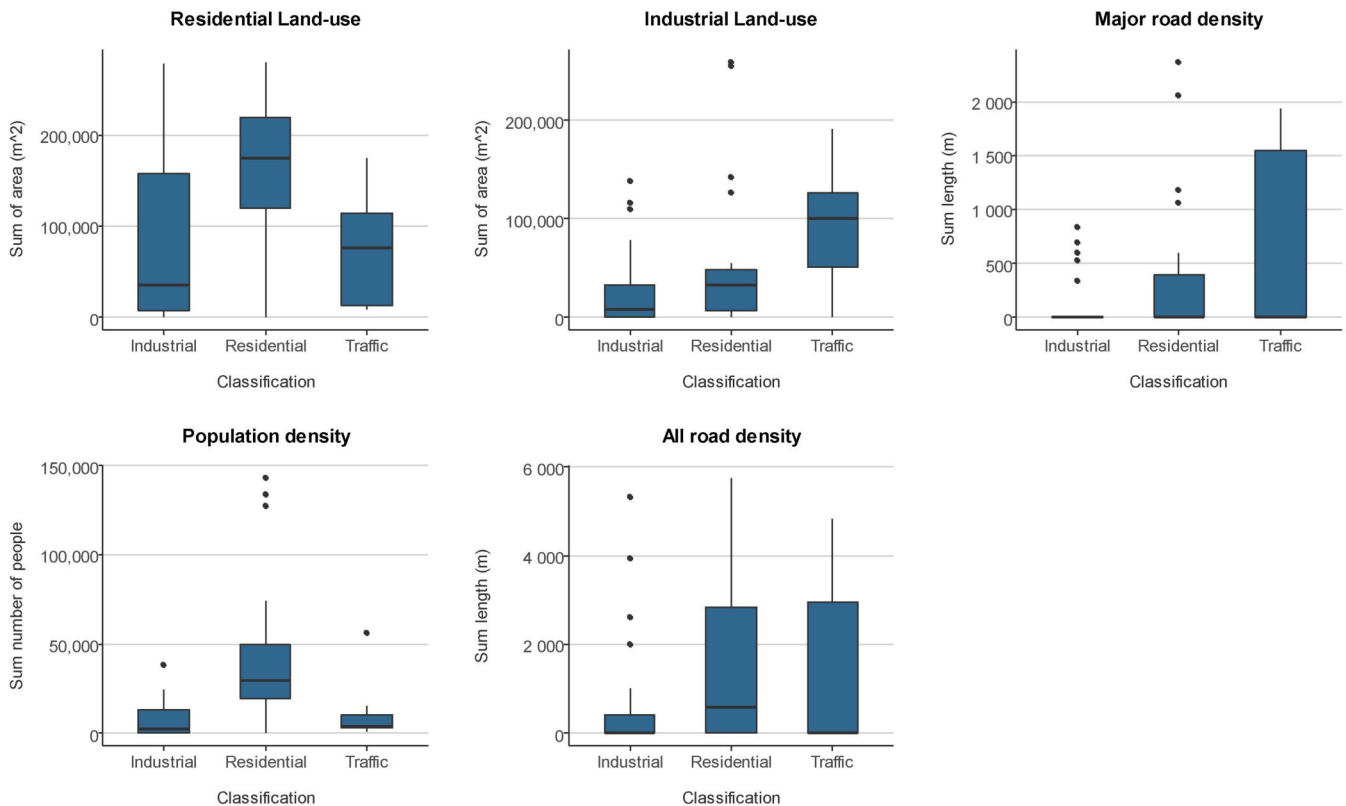 Residential Land-use
Sum of area (m^2)
200,000
100,000
0
Industrial Residential Traffic
Classification
Industrial Land-use
Sum of area (m^2)
200,000
100,000
0
Industrial Residential Traffic
Classification
Major road density
Sum length (m)
2 000
1 500
1 000
500
0
Industrial Residential Traffic
Classification
Population density
Sum number of people
150,000
100,000
50,000
0
Industrial Residential Traffic
Classification
All road density
Sum length (m)
6 000
4 000
2 000
0
Industrial Residential Traffic
Classification